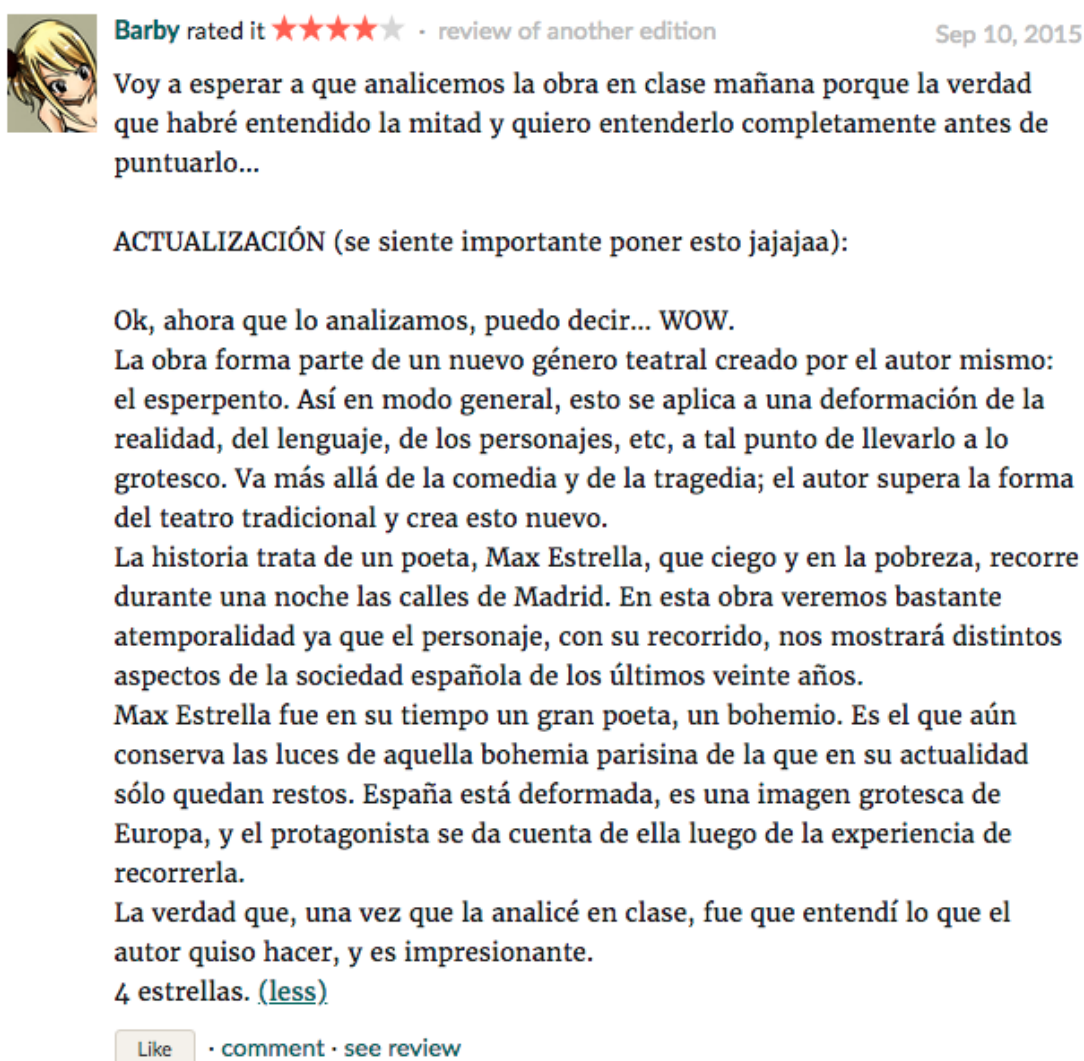 Barby rated it ★★★★★ · review of another edition Sep 10, 2015
Voy a esperar a que analicemos la obra en clase mañana porque la verdad
que habré entendido la mitad y quiero entenderlo completamente antes de
puntuarlo...
ACTUALIZACIÓN (se siente importante poner esto jajajaa):
Ok, ahora que lo analizamos, puedo decir... WOW.
La obra forma parte de un nuevo género teatral creado por el autor mismo:
el esperpento. Así en modo general, esto se aplica a una deformación de la
realidad, del lenguaje, de los personajes, etc, a tal punto de llevarlo a lo
grotesco. Va más allá de la comedia y de la tragedia; el autor supera la forma
del teatro tradicional y crea esto nuevo.
La historia trata de un poeta, Max Estrella, que ciego y en la pobreza, recorre
durante una noche las calles de Madrid. En esta obra veremos bastante
atemporalidad ya que el personaje, con su recorrido, nos mostrará distintos
aspectos de la sociedad española de los últimos veinte años.
Max Estrella fue en su tiempo un gran poeta, un bohemio. Es el que aún
conserva las luces de aquella bohemia parisina de la que en su actualidad
sólo quedan restos. España está deformada, es una imagen grotesca de
Europa, y el protagonista se da cuenta de ella luego de la experiencia de
recorrerla.
La verdad que, una vez que la analicé en clase, fue que entendí lo que el
autor quiso hacer, y es impresionante.
4 estrellas. (less)
Like · comment · see review